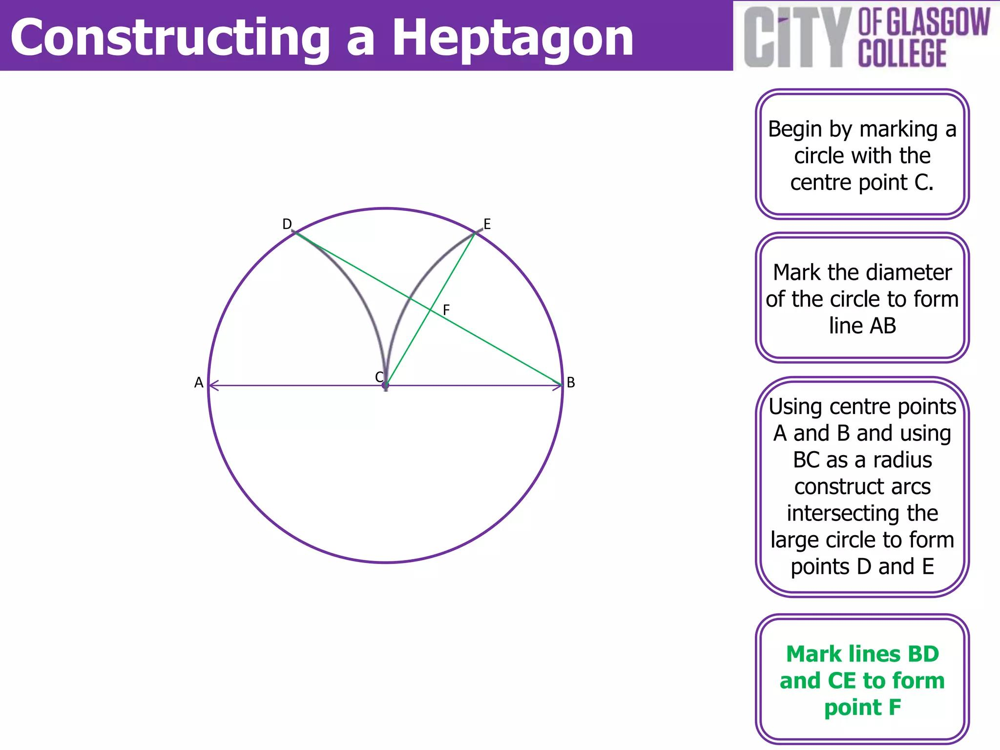 Constructing a Heptagon
CITY OF GLASGOW
COLLEGE
Begin by marking a
circle with the
centre point C.
Mark the diameter
of the circle to form
line AB
Using centre points
A and B and using
BC as a radius
construct arcs
intersecting the
large circle to form
points D and E
Mark lines BD
and CE to form
point F
D
E
F
C
A
B